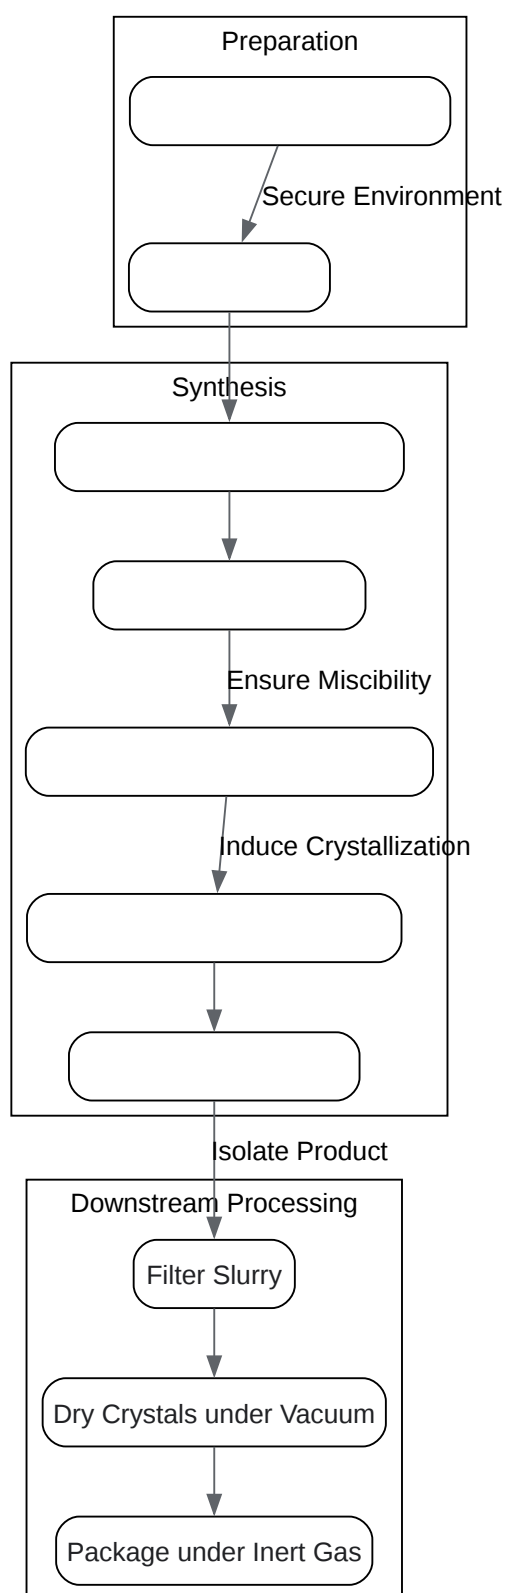 Preparation
Secure Environment
Synthesis
Ensure Miscibility
Induce Crystallization
Isolate Product
Downstream Processing
Filter Slurry
Dry Crystals under Vacuum
Package under Inert Gas